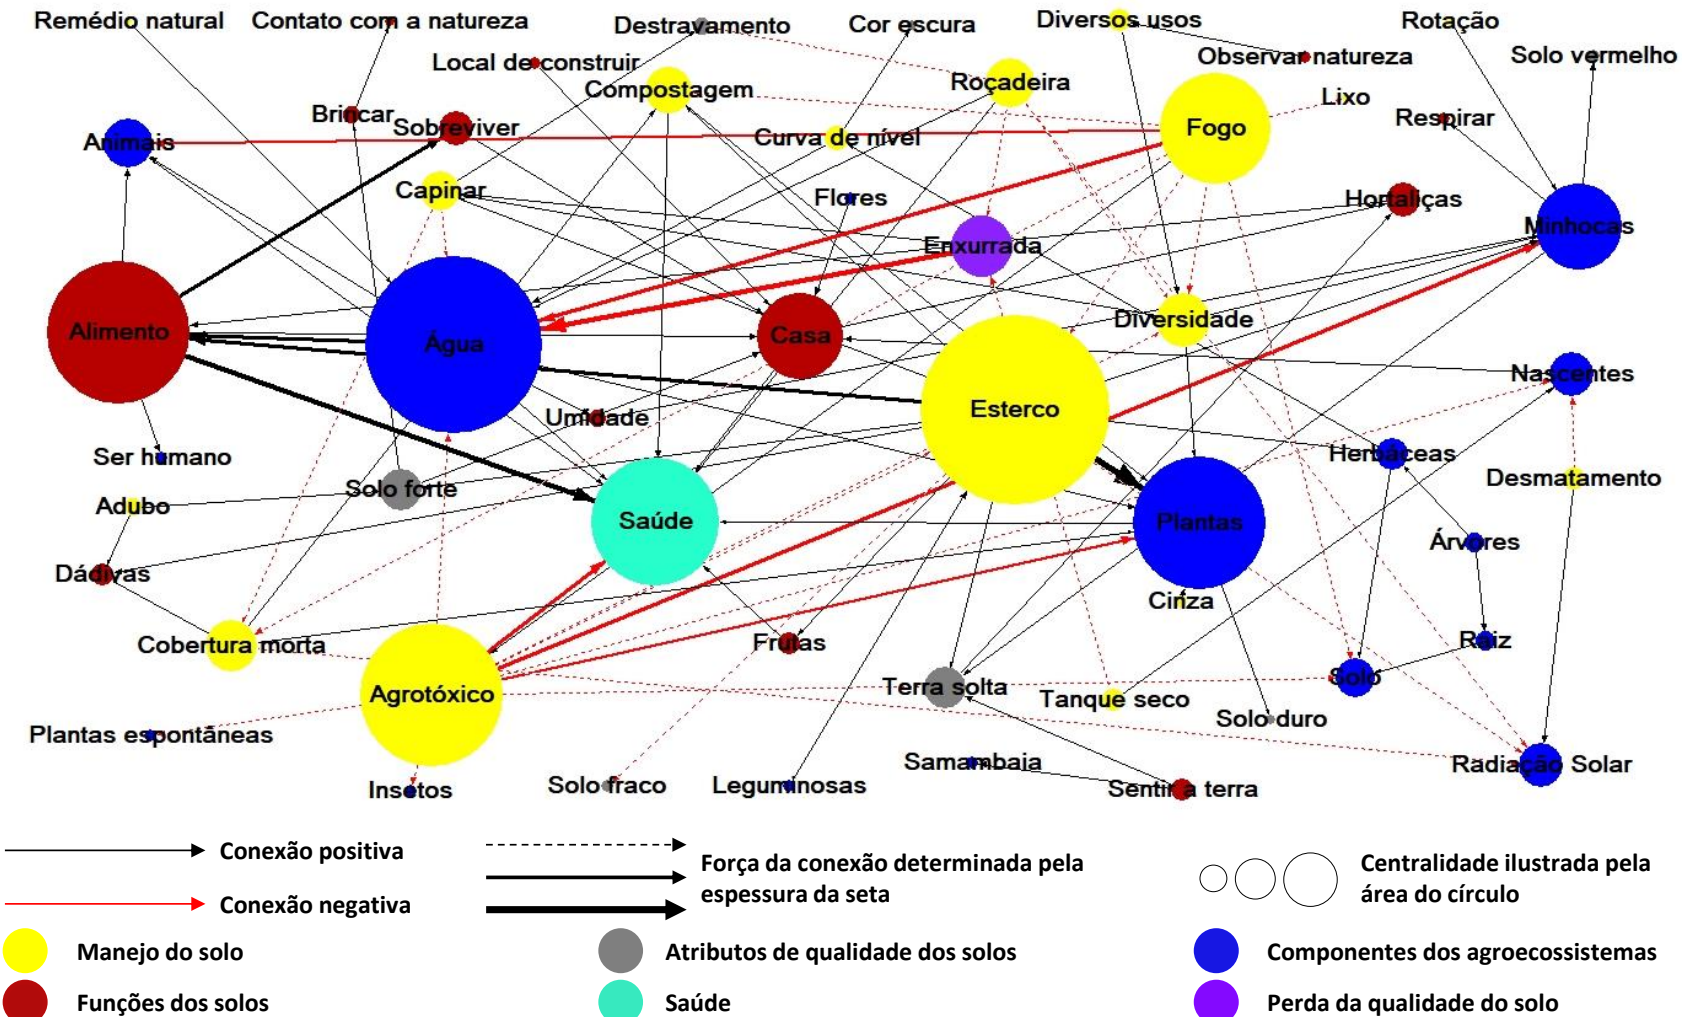 Remédio natural
Contato com a natureza
Destravamento
Cor escura
Diversos usos
Rotação
Local de construir
Observar natureza
Solo vermelho
Compostagem
Roçadeira
Lixo
Brincar
Sobreviver
Fogo
Respirar
Animais
Curva de nível
Capinar
Flores
Hortaliças
Minhocas
Enxurrada
Alimento
Água
Casa
Diversidade
Nascentes
Umidade
Esterco
Ser humano
Herbáceas
Solo forte
Desmatamento
Adubo
Saúde
Plantas
Árvores
Dádivas
Cinza
Cobertura morta
Frutas
Raiz
Agrotóxico
Terra solta
Tanque seco
Solo
Plantas espontâneas
Solo duro
Samambaia
Radiação Solar
Insetos
Solo fraco
Leguminosas
Sentir a terra
Conexão positiva
Conexão negativa
Força da conexão determinada pela
espessura da seta
Centralidade ilustrada pela
área do círculo
Manejo do solo
Atributos de qualidade dos solos
Componentes dos agroecossistemas
Funções dos solos
Saúde
Perda da qualidade do solo